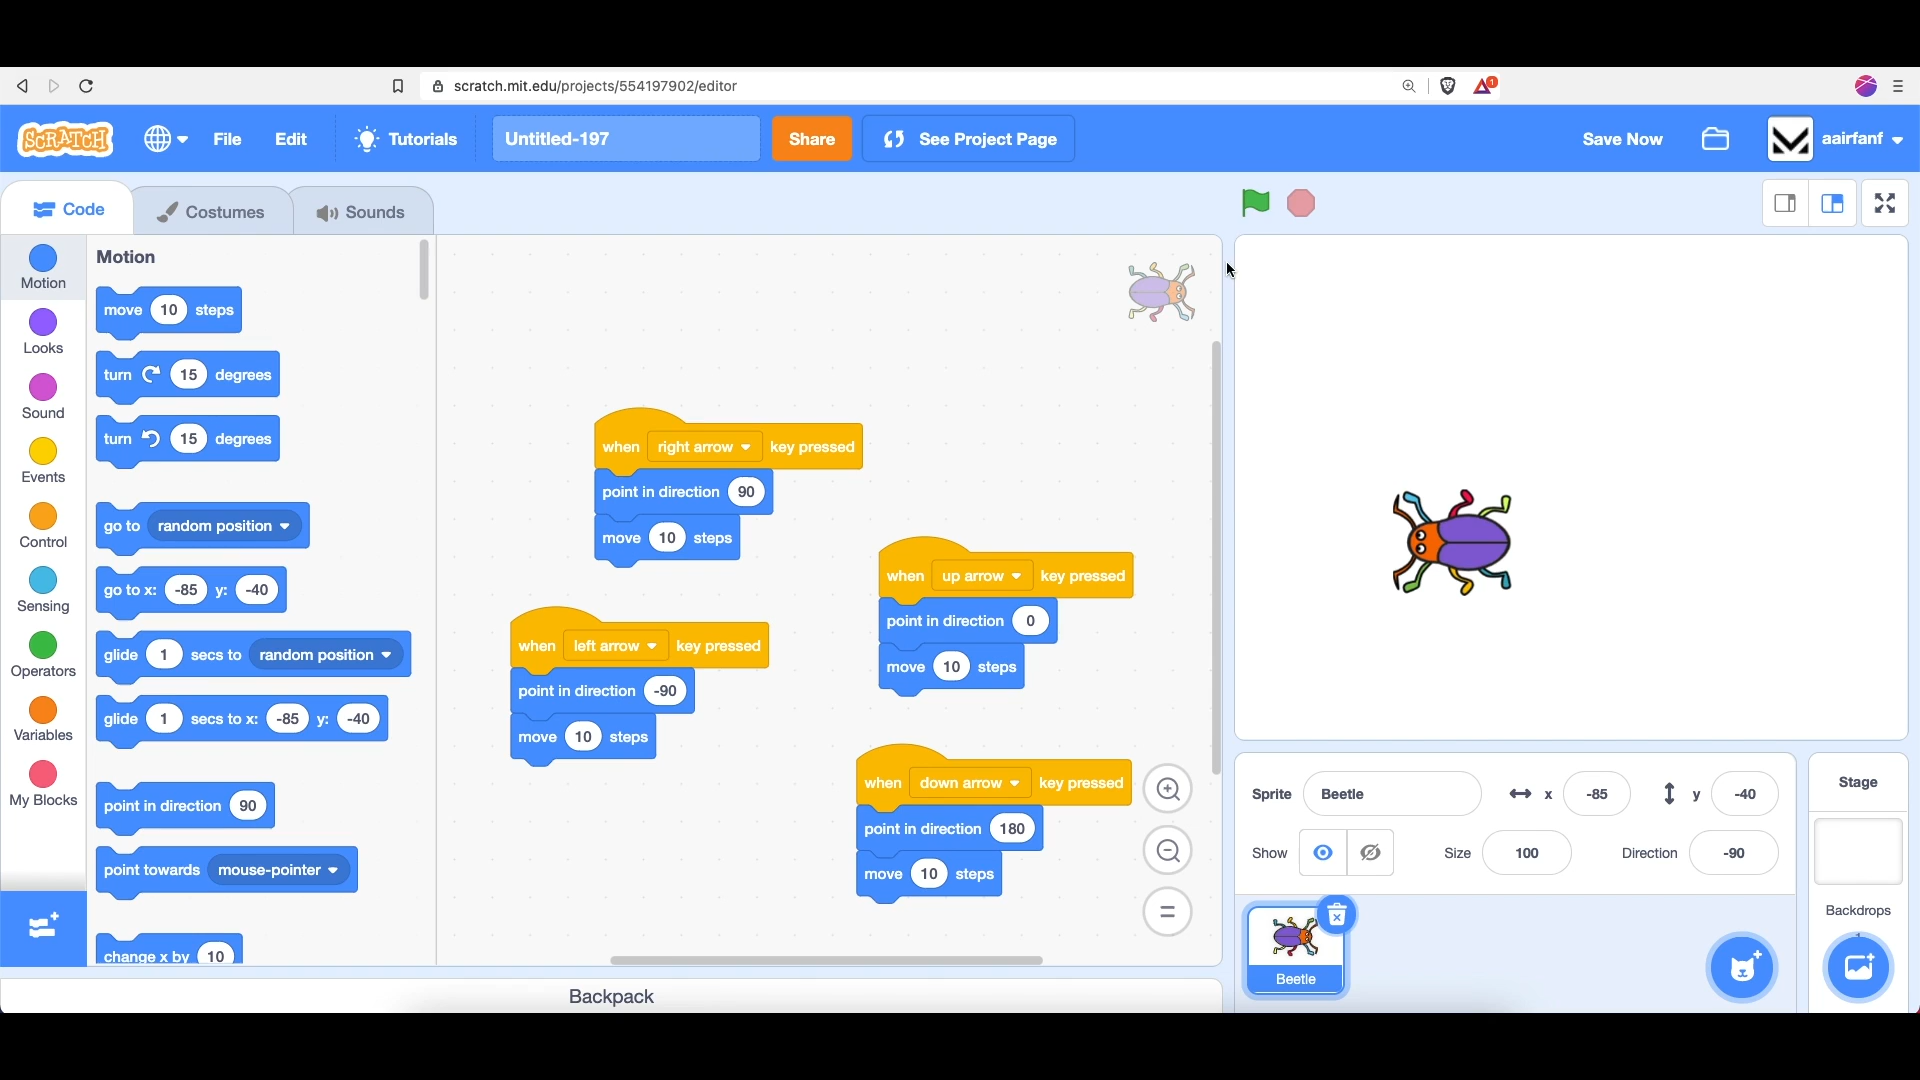 scratch.mit.edu/projects/554197902/editor
1
SCRATCH File Edit Tutorials Untitled-197 Share See Project Page Save Now aairfanf
Code Costumes Sounds
Motion
Looks
Sound
Events
Control
Sensing
Operators
Variables
My Blocks
Motion
move 10 steps
turn 15 degrees
turn 15 degrees
go to random position
go to x: -85 y: -40
glide 1 secs to random position
glide 1 secs to x: -85 y: -40
point in direction 90
point towards mouse-pointer
change x by 10
when right arrow key pressed
point in direction 90
move 10 steps
when left arrow key pressed
point in direction -90
move 10 steps
when up arrow key pressed
point in direction 0
move 10 steps
when down arrow key pressed
point in direction 180
move 10 steps
Backpack
Sprite Beetle x -85 y -40
Show Size 100 Direction -90
Beetle
Stage
Backdrops
1